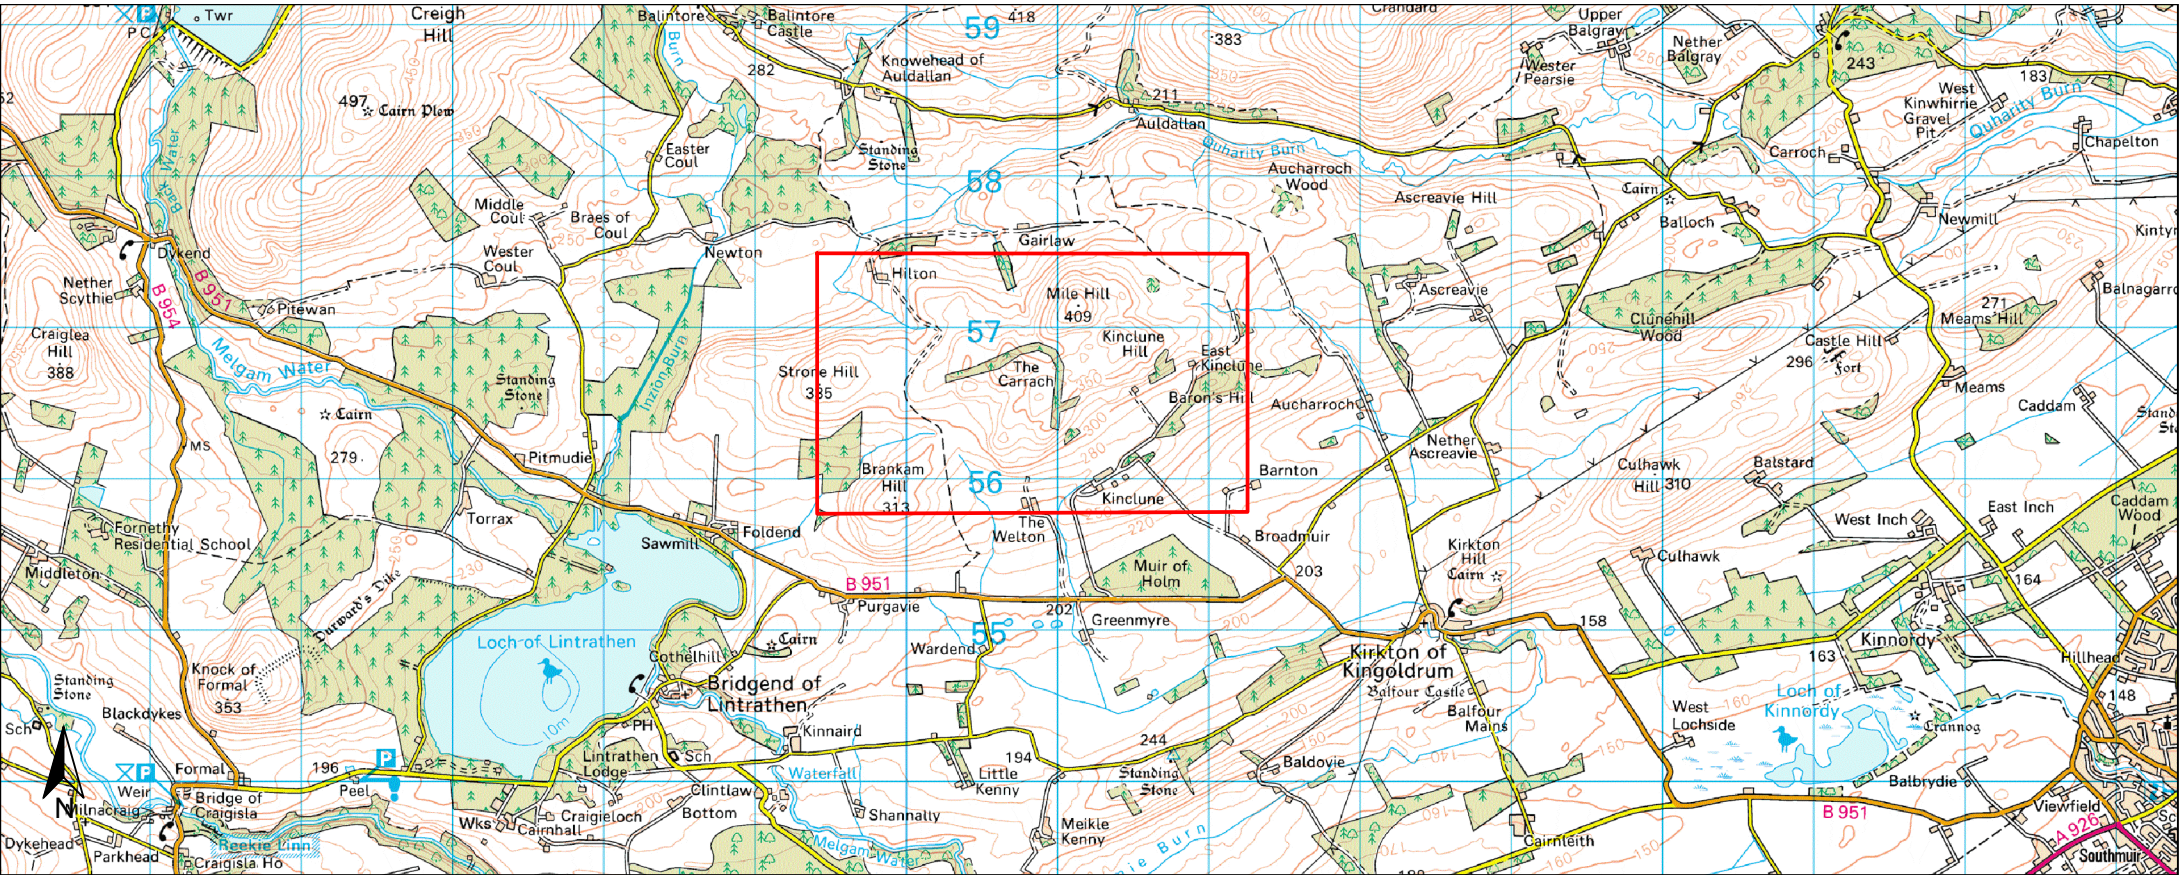 Twr
P C
Creigh
Hill
Balintore
Balintore
Castle
418
59
383
Upper
Balgray
Nether
Balgray
Wester
Pearsie
243
183
West
Kinwhirrie
Gravel
Pit
Quharity Burn
Chapelton
Burn
282
Knowehead of
Auldallan
211
Auldallan
497
Cairn Plew
Back Water
Easter
Coul
Standing
Stone
Quharity Burn
58
Aucharroch
Wood
Ascreavie Hill
Carroch
Cairn
Balloch
Newmill
Middle
Coul
Braes of
Coul
Wester
Coul
Newton
Gairlaw
Dykend
Nether
Scythie
B 951
B 954
Pitewan
Hilton
Mile Hill
409
Ascreavie
Clunehill
Wood
271
Meams Hill
Balnagarro
Craiglea
Hill
388
Melgam Water
Standing
Stone
Inzion Burn
57
Kinclune
Hill
East
Kinclune
Castle Hill
296
Fort
Meams
Strone Hill
385
The
Carrach
Baron's Hill
Aucharroch
Caddam
Cairn
MS
279
Pitmudie
Brankam
Hill
313
56
Kinclune
Barnton
Nether
Ascreavie
Culhawk
Hill 310
Balstard
Torrax
Foldend
Sawmill
The
Welton
Broadmuir
West Inch
East Inch
Caddam
Wood
Fornethy
Residential School
Middleton
Durward's Dike
250
230
220
Muir of
Holm
203
Kirkton
Hill
Cairn
Culhawk
164
B 951
Purgavie
202
Greenmyre
200
158
Loch of Lintrathen
Cothelhill
Cairn
Wardend
55
Kirkton of
Kingoldrum
Balfour Castle
Kinnordy
163
Hillhead
Knock of
Formal
353
Standing
Stone
Blackdykes
Sch
10m
Bridgend of
Lintrathen
PH
Kinnaird
Balfour
Mains
West
Lochside
Loch of
Kinnordy
Crannog
148
N
Formal
196
Peel
Lintrathen
Lodge
Sch
Waterfall
194
Little
Kenny
244
Standing
Stone
Baldovie
Balbrydie
Weir
Milnacraig
Bridge of
Craigisla
Clintlaw
Bottom
Shannally
Meikle
Kenny
Viewfield
B 951
A 926
Wks
Cairnhall
Craigieloch
Dykehead
Parkhead
Reekie Linn
Craigisla Ho
Melgam Water
Cairnleith
Southmuir